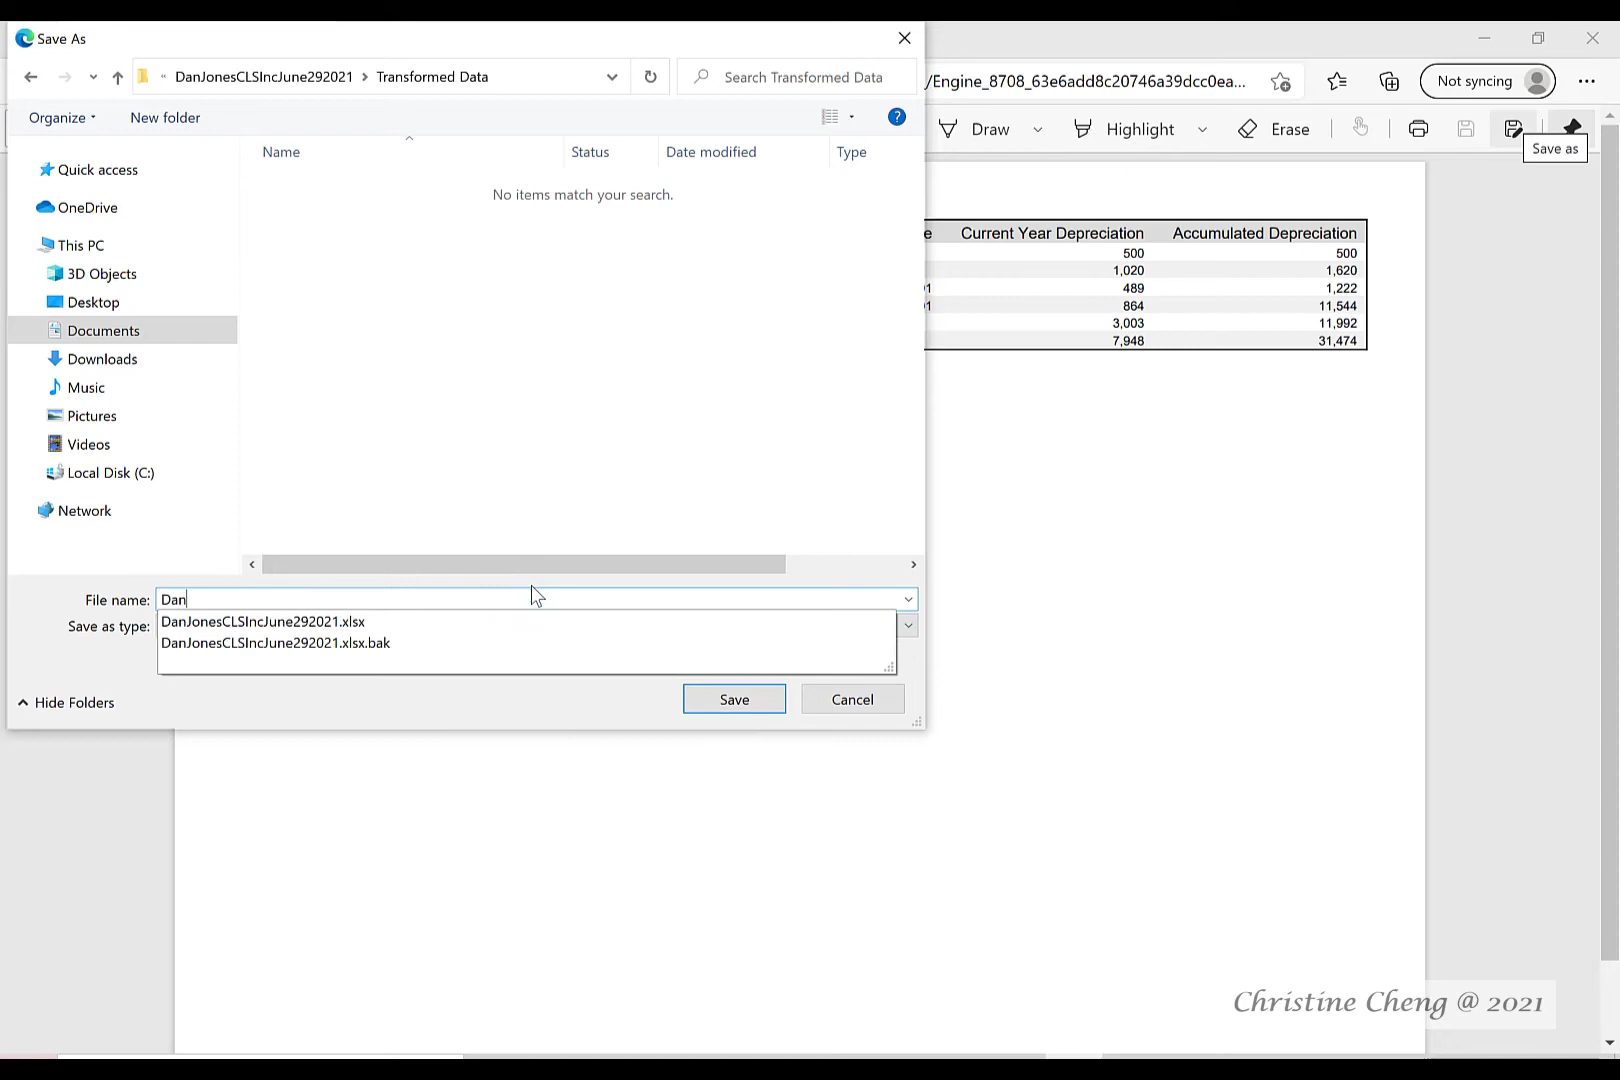 Save As
« DanJonesCLSIncJune292021 > Transformed Data
Search Transformed Data
/Engine_8708_63e6add8c20746a39dcc0ea...
Not syncing
Organize
New folder
Draw
Highlight
Erase
Save as
Name
Status
Date modified
Type
No items match your search.
Quick access
OneDrive
This PC
3D Objects
Desktop
Documents
Downloads
Music
Pictures
Videos
Local Disk (C:)
Network
e Current Year Depreciation Accumulated Depreciation
500 500
1,020 1,620
01 489 1,222
01 864 11,544
3,003 11,992
7,948 31,474
File name: Dan
Save as type:
DanJonesCLSIncJune292021.xlsx
DanJonesCLSIncJune292021.xlsx.bak
Hide Folders
Save
Cancel
Christine Cheng @ 2021